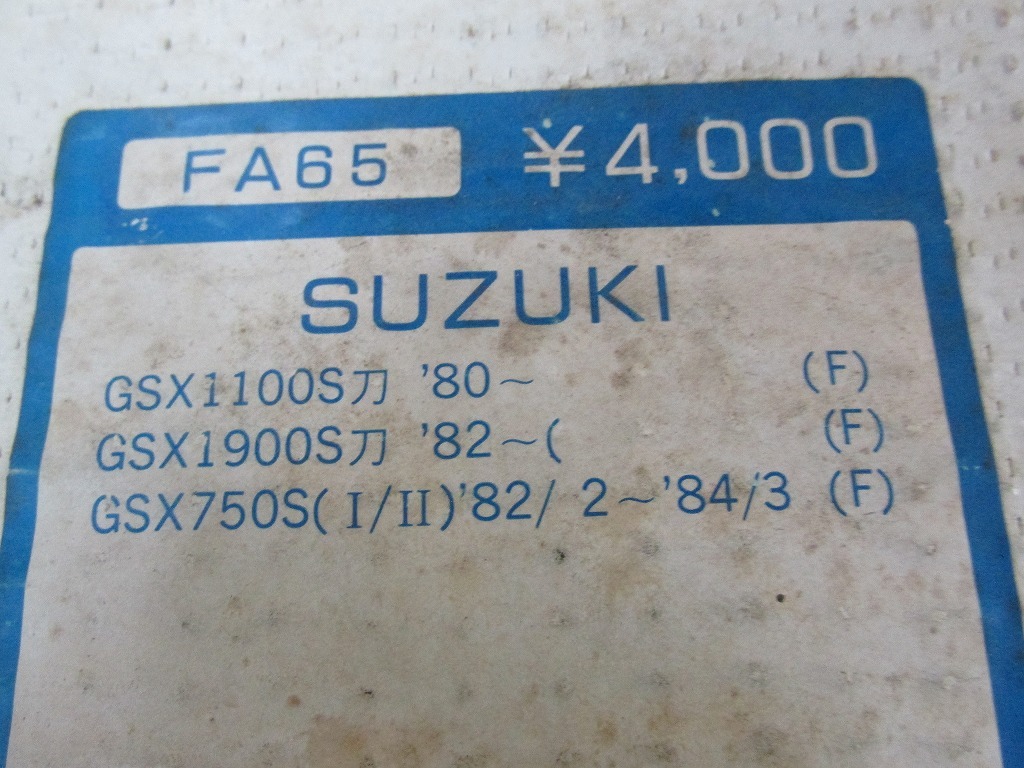 FA65 ¥4,000
SUZUKI
GSX1100S刀 '80～ (F)
GSX1900S刀 '82～( (F)
GSX750S(I/II)'82/ 2～'84/3 (F)